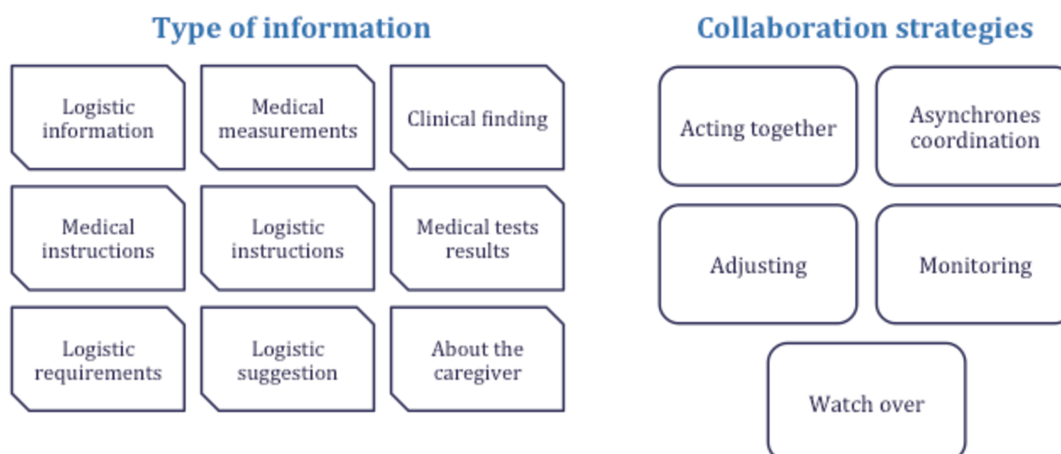 Type of information
Logistic
information
Medical
measurements
Clinical finding
Medical
instructions
Logistic
instructions
Medical tests
results
Logistic
requirements
Logistic
suggestion
About the
caregiver
Collaboration strategies
Acting together
Asynchrones
coordination
Adjusting
Monitoring
Watch over